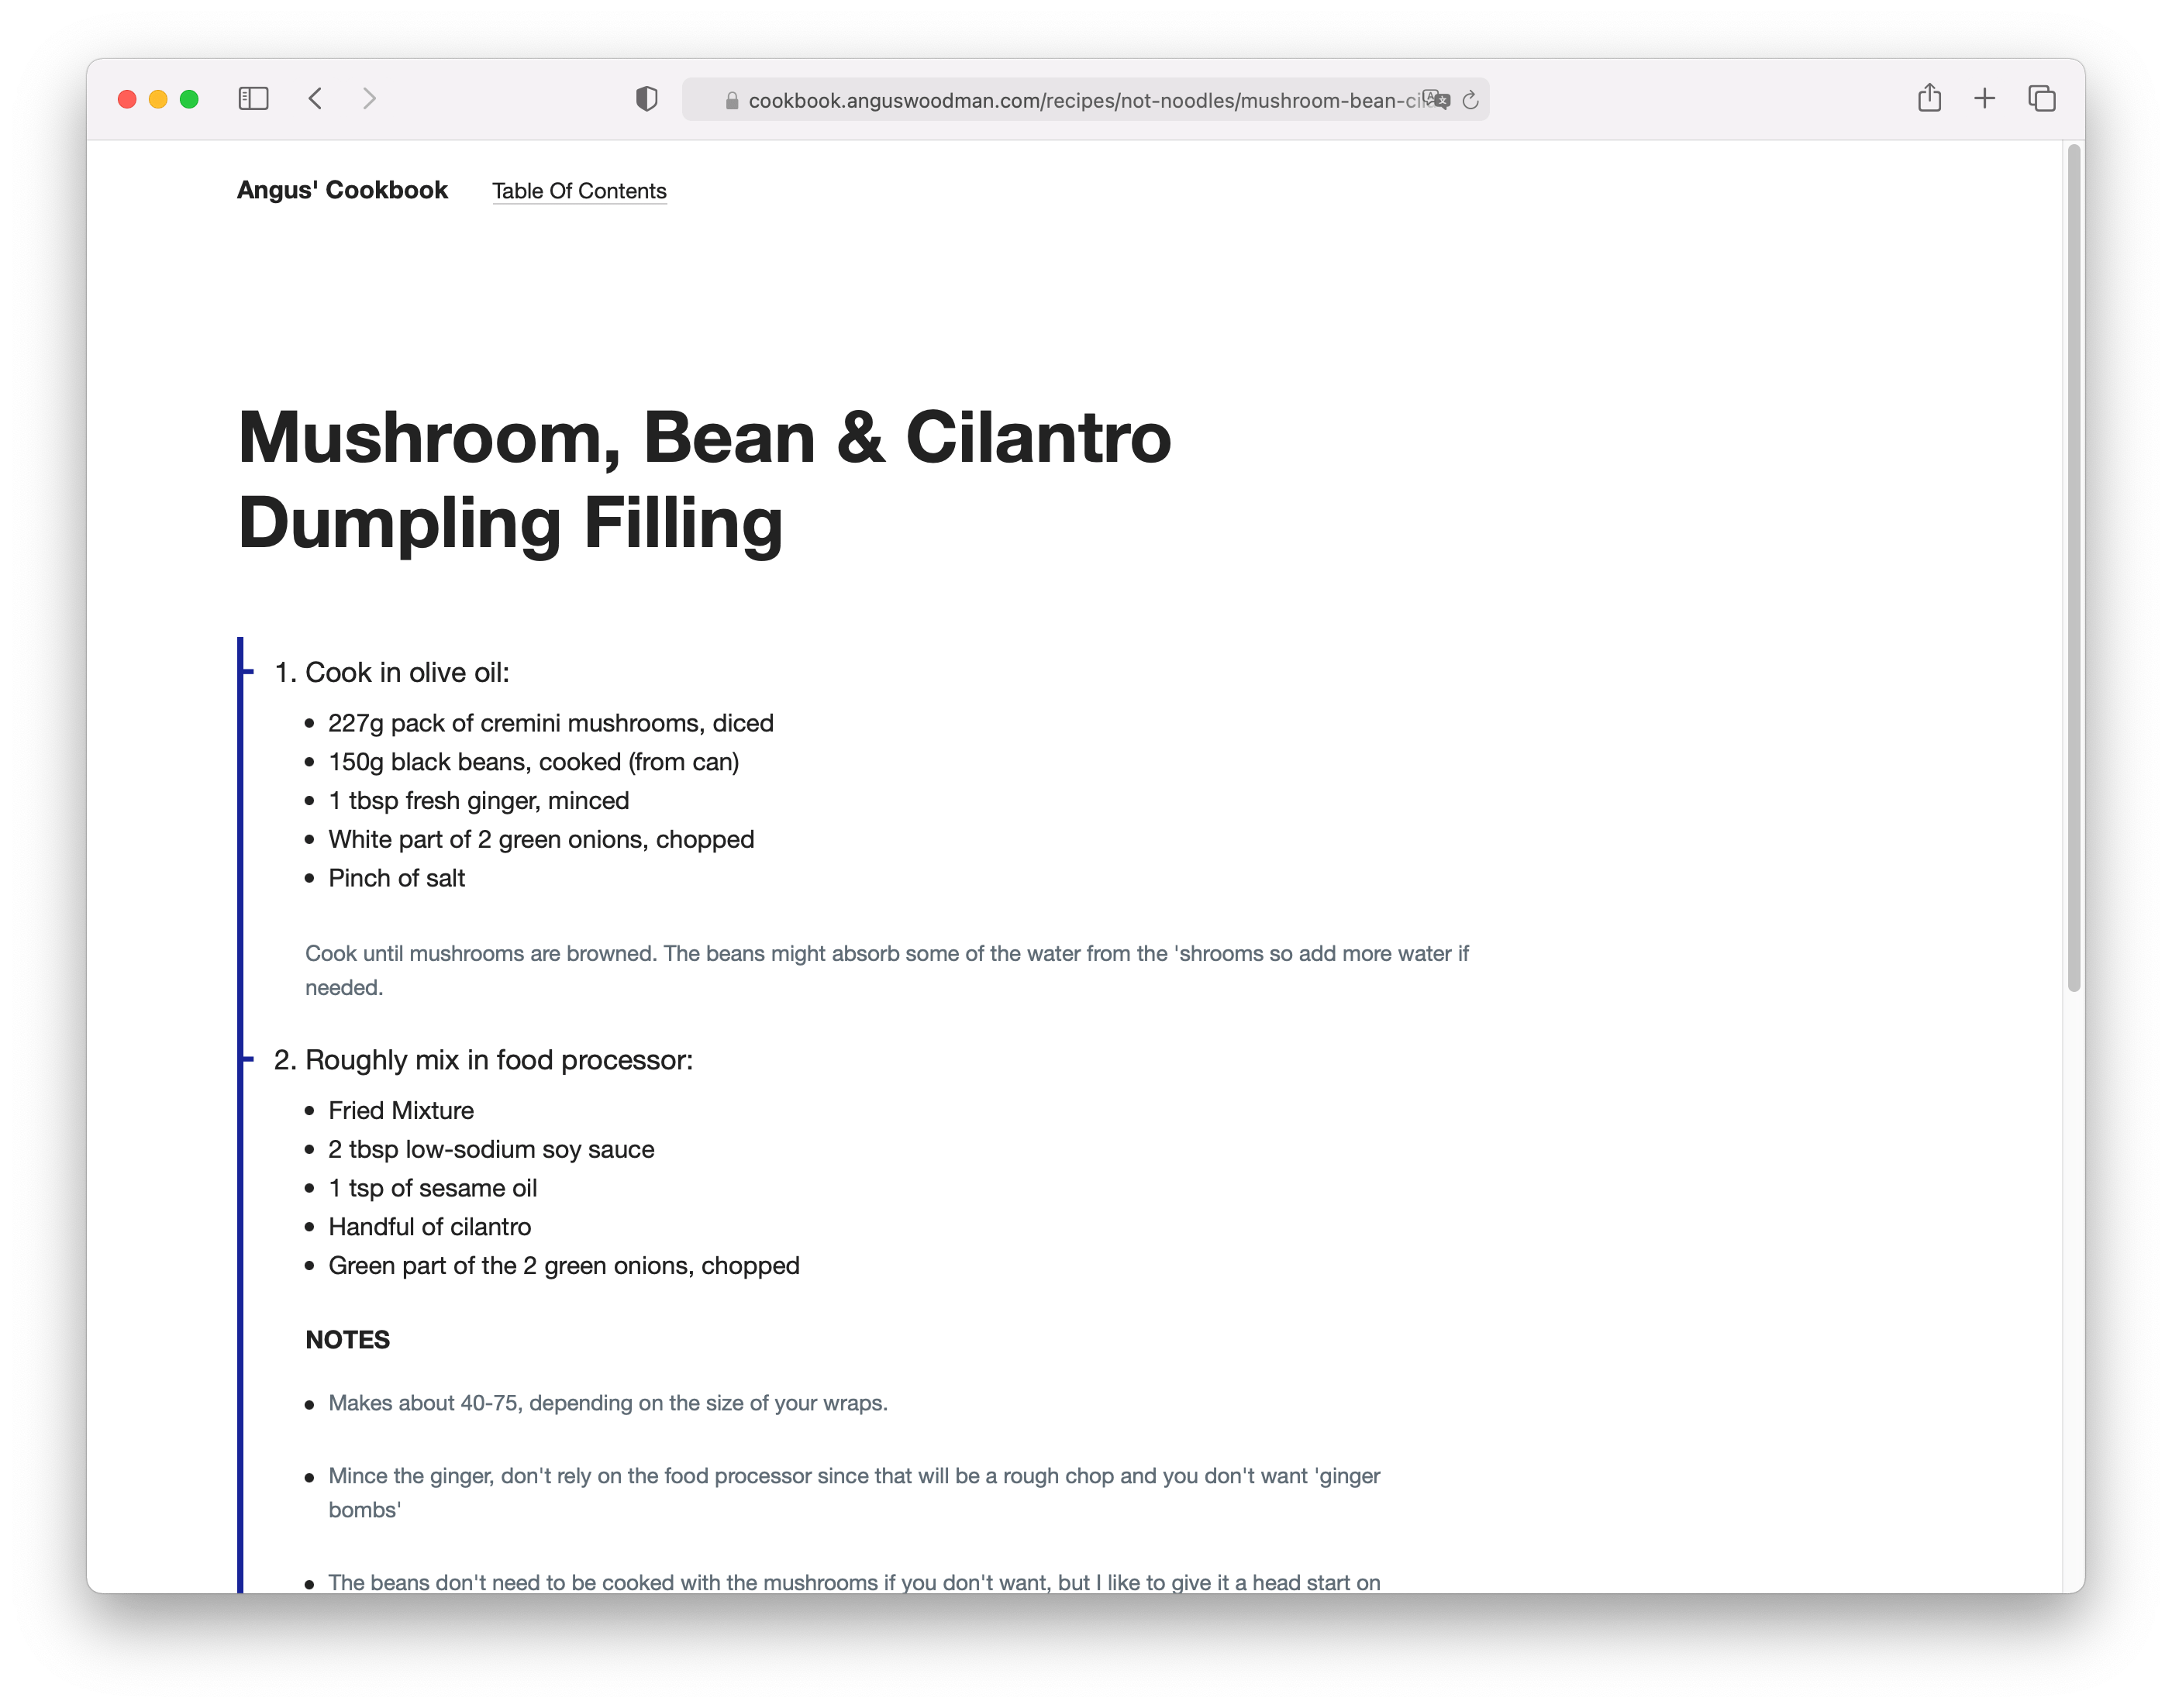 cookbook.anguswoodman.com/recipes/not-noodles/mushroom-bean-cil
Angus' Cookbook
Table Of Contents
Mushroom, Bean & Cilantro
Dumpling Filling
1. Cook in olive oil:
• 227g pack of cremini mushrooms, diced
• 150g black beans, cooked (from can)
• 1 tbsp fresh ginger, minced
• White part of 2 green onions, chopped
• Pinch of salt
Cook until mushrooms are browned. The beans might absorb some of the water from the 'shrooms so add more water if
needed.
2. Roughly mix in food processor:
• Fried Mixture
• 2 tbsp low-sodium soy sauce
• 1 tsp of sesame oil
• Handful of cilantro
• Green part of the 2 green onions, chopped
NOTES
• Makes about 40-75, depending on the size of your wraps.
• Mince the ginger, don't rely on the food processor since that will be a rough chop and you don't want 'ginger
bombs'
• The beans don't need to be cooked with the mushrooms if you don't want, but I like to give it a head start on